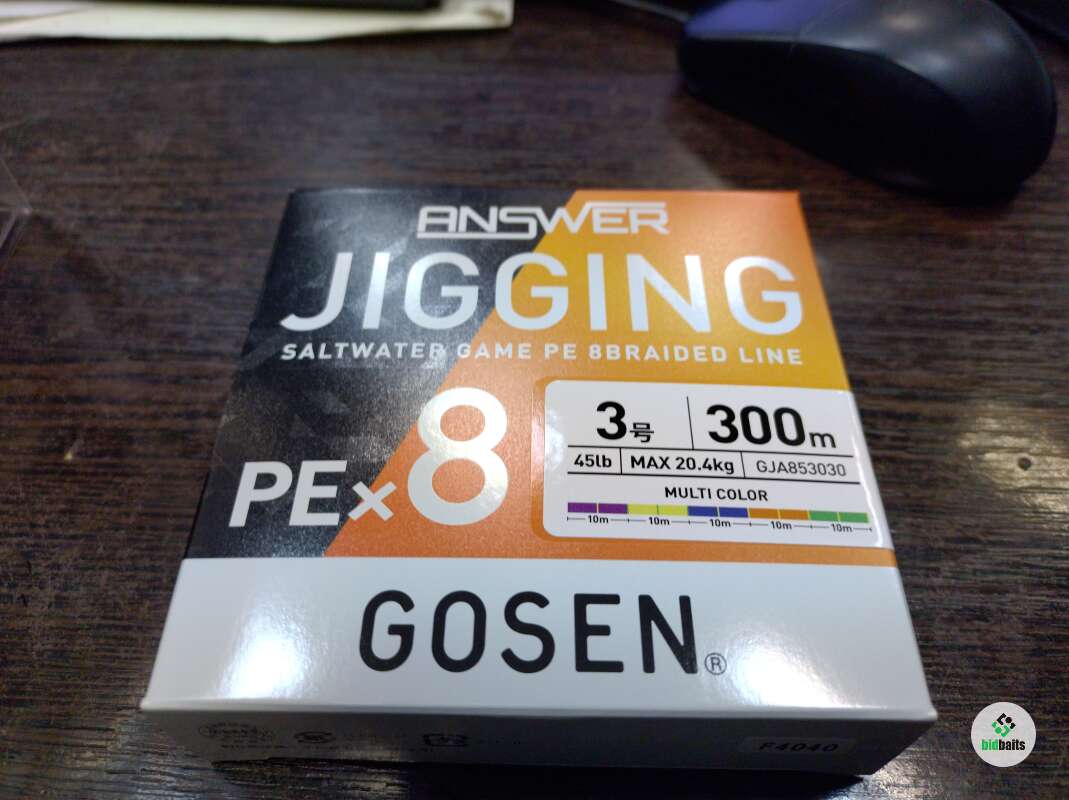 ANSWER
JIGGING
SALTWATER GAME PE 8BRAIDED LINE
PE×8
3号 300m
45lb MAX 20.4kg GJA853030
MULTI COLOR
10m 10m 10m 10m 10m
GOSEN®
F4040
bidbaits